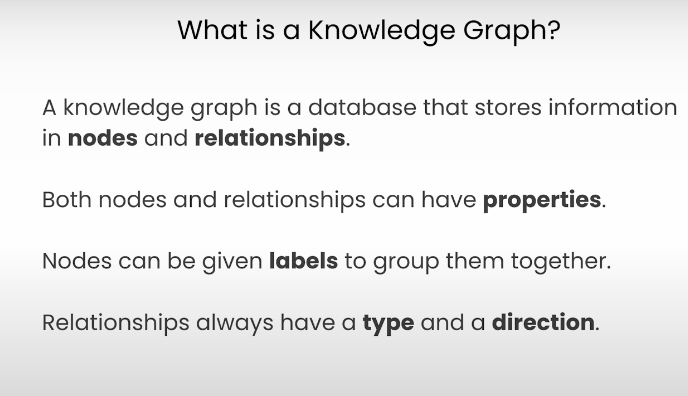 What is a Knowledge Graph?
A knowledge graph is a database that stores information
in nodes and relationships.
Both nodes and relationships can have properties.
Nodes can be given labels to group them together.
Relationships always have a type and a direction.